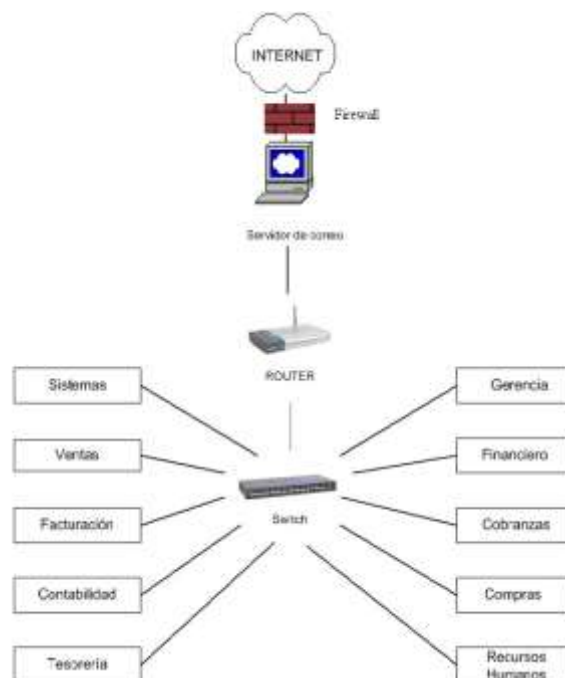 INTERNET
Firewall
Servidor de correo
ROUTER
Sistemas
Gerencia
Ventas
Financiero
Switch
Facturación
Cobranzas
Contabilidad
Compras
Tesorería
Recursos
Humanos